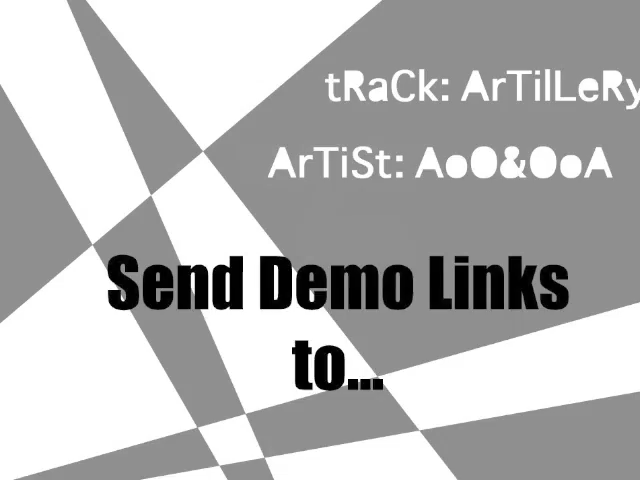 tRaCk: ArTilLeRy
ArTiSt: AoO&OoA
Send Demo Links
to...